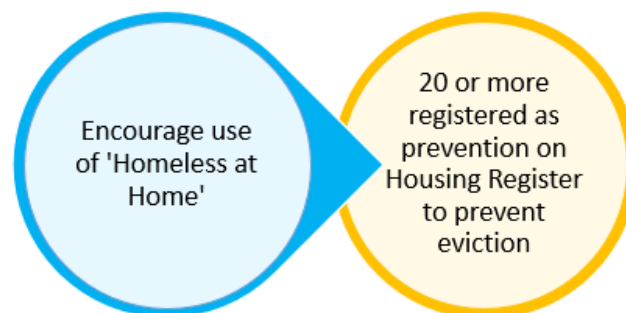 Encourage use
of 'Homeless at
Home'
20 or more
registered as
prevention on
Housing Register
to prevent
eviction